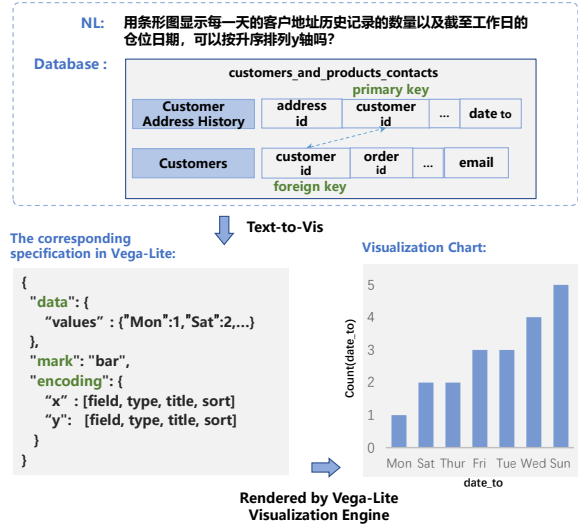 NL: 用条形图显示每一天的客户地址历史记录的数量以及截至工作日的
仓位日期，可以按升序排列y轴吗?
Database :
customers_and_products_contacts
primary key
Customer Address History address id customer id ... date to
Customers customer id order id ... email
foreign key
Text-to-Vis
The corresponding
specification in Vega-Lite:
{
"data": {
“values” : {"Mon":1,"Sat":2,...}
},
"mark": "bar",
"encoding": {
“x” : [field, type, title, sort]
“y": [field, type, title, sort]
}
}
Visualization Chart:
Count(date_to)
5
4
3
2
1
0
Mon Sat Thur Fri Tue Wed Sun
date_to
Rendered by Vega-Lite
Visualization Engine